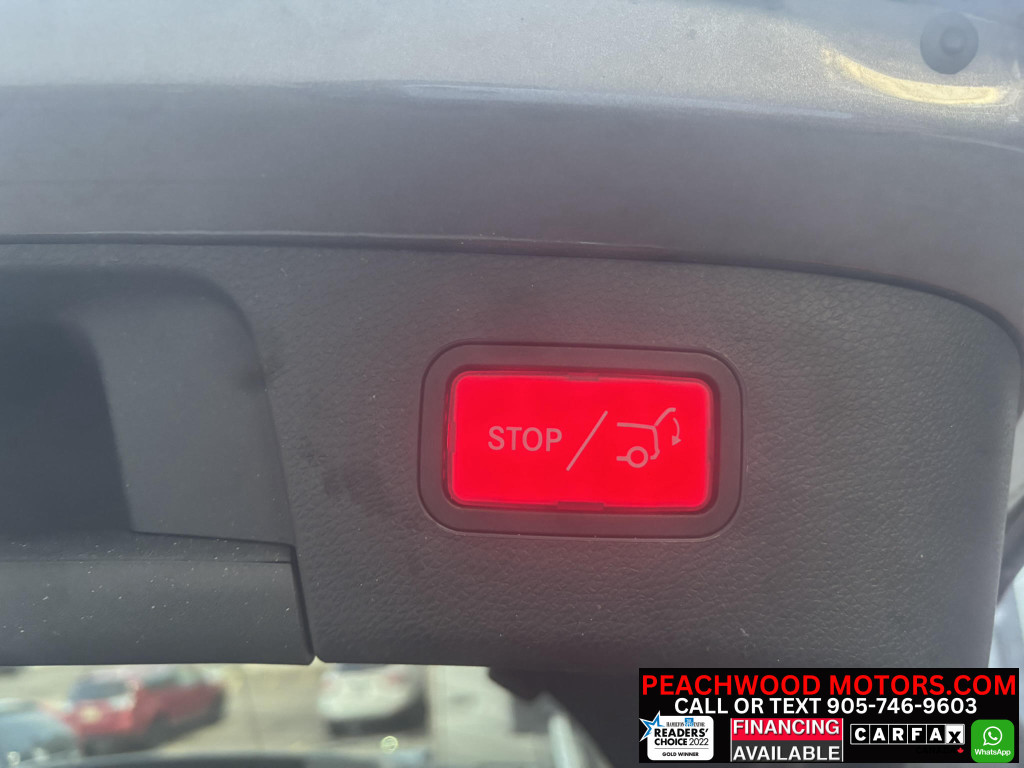 STOP
PEACHWOOD MOTORS.COM
CALL OR TEXT 905-746-9603
HAMILTON
READERS'
CHOICE 2022
GOLD WINNER
FINANCING
AVAILABLE
CARFAX
WhatsApp